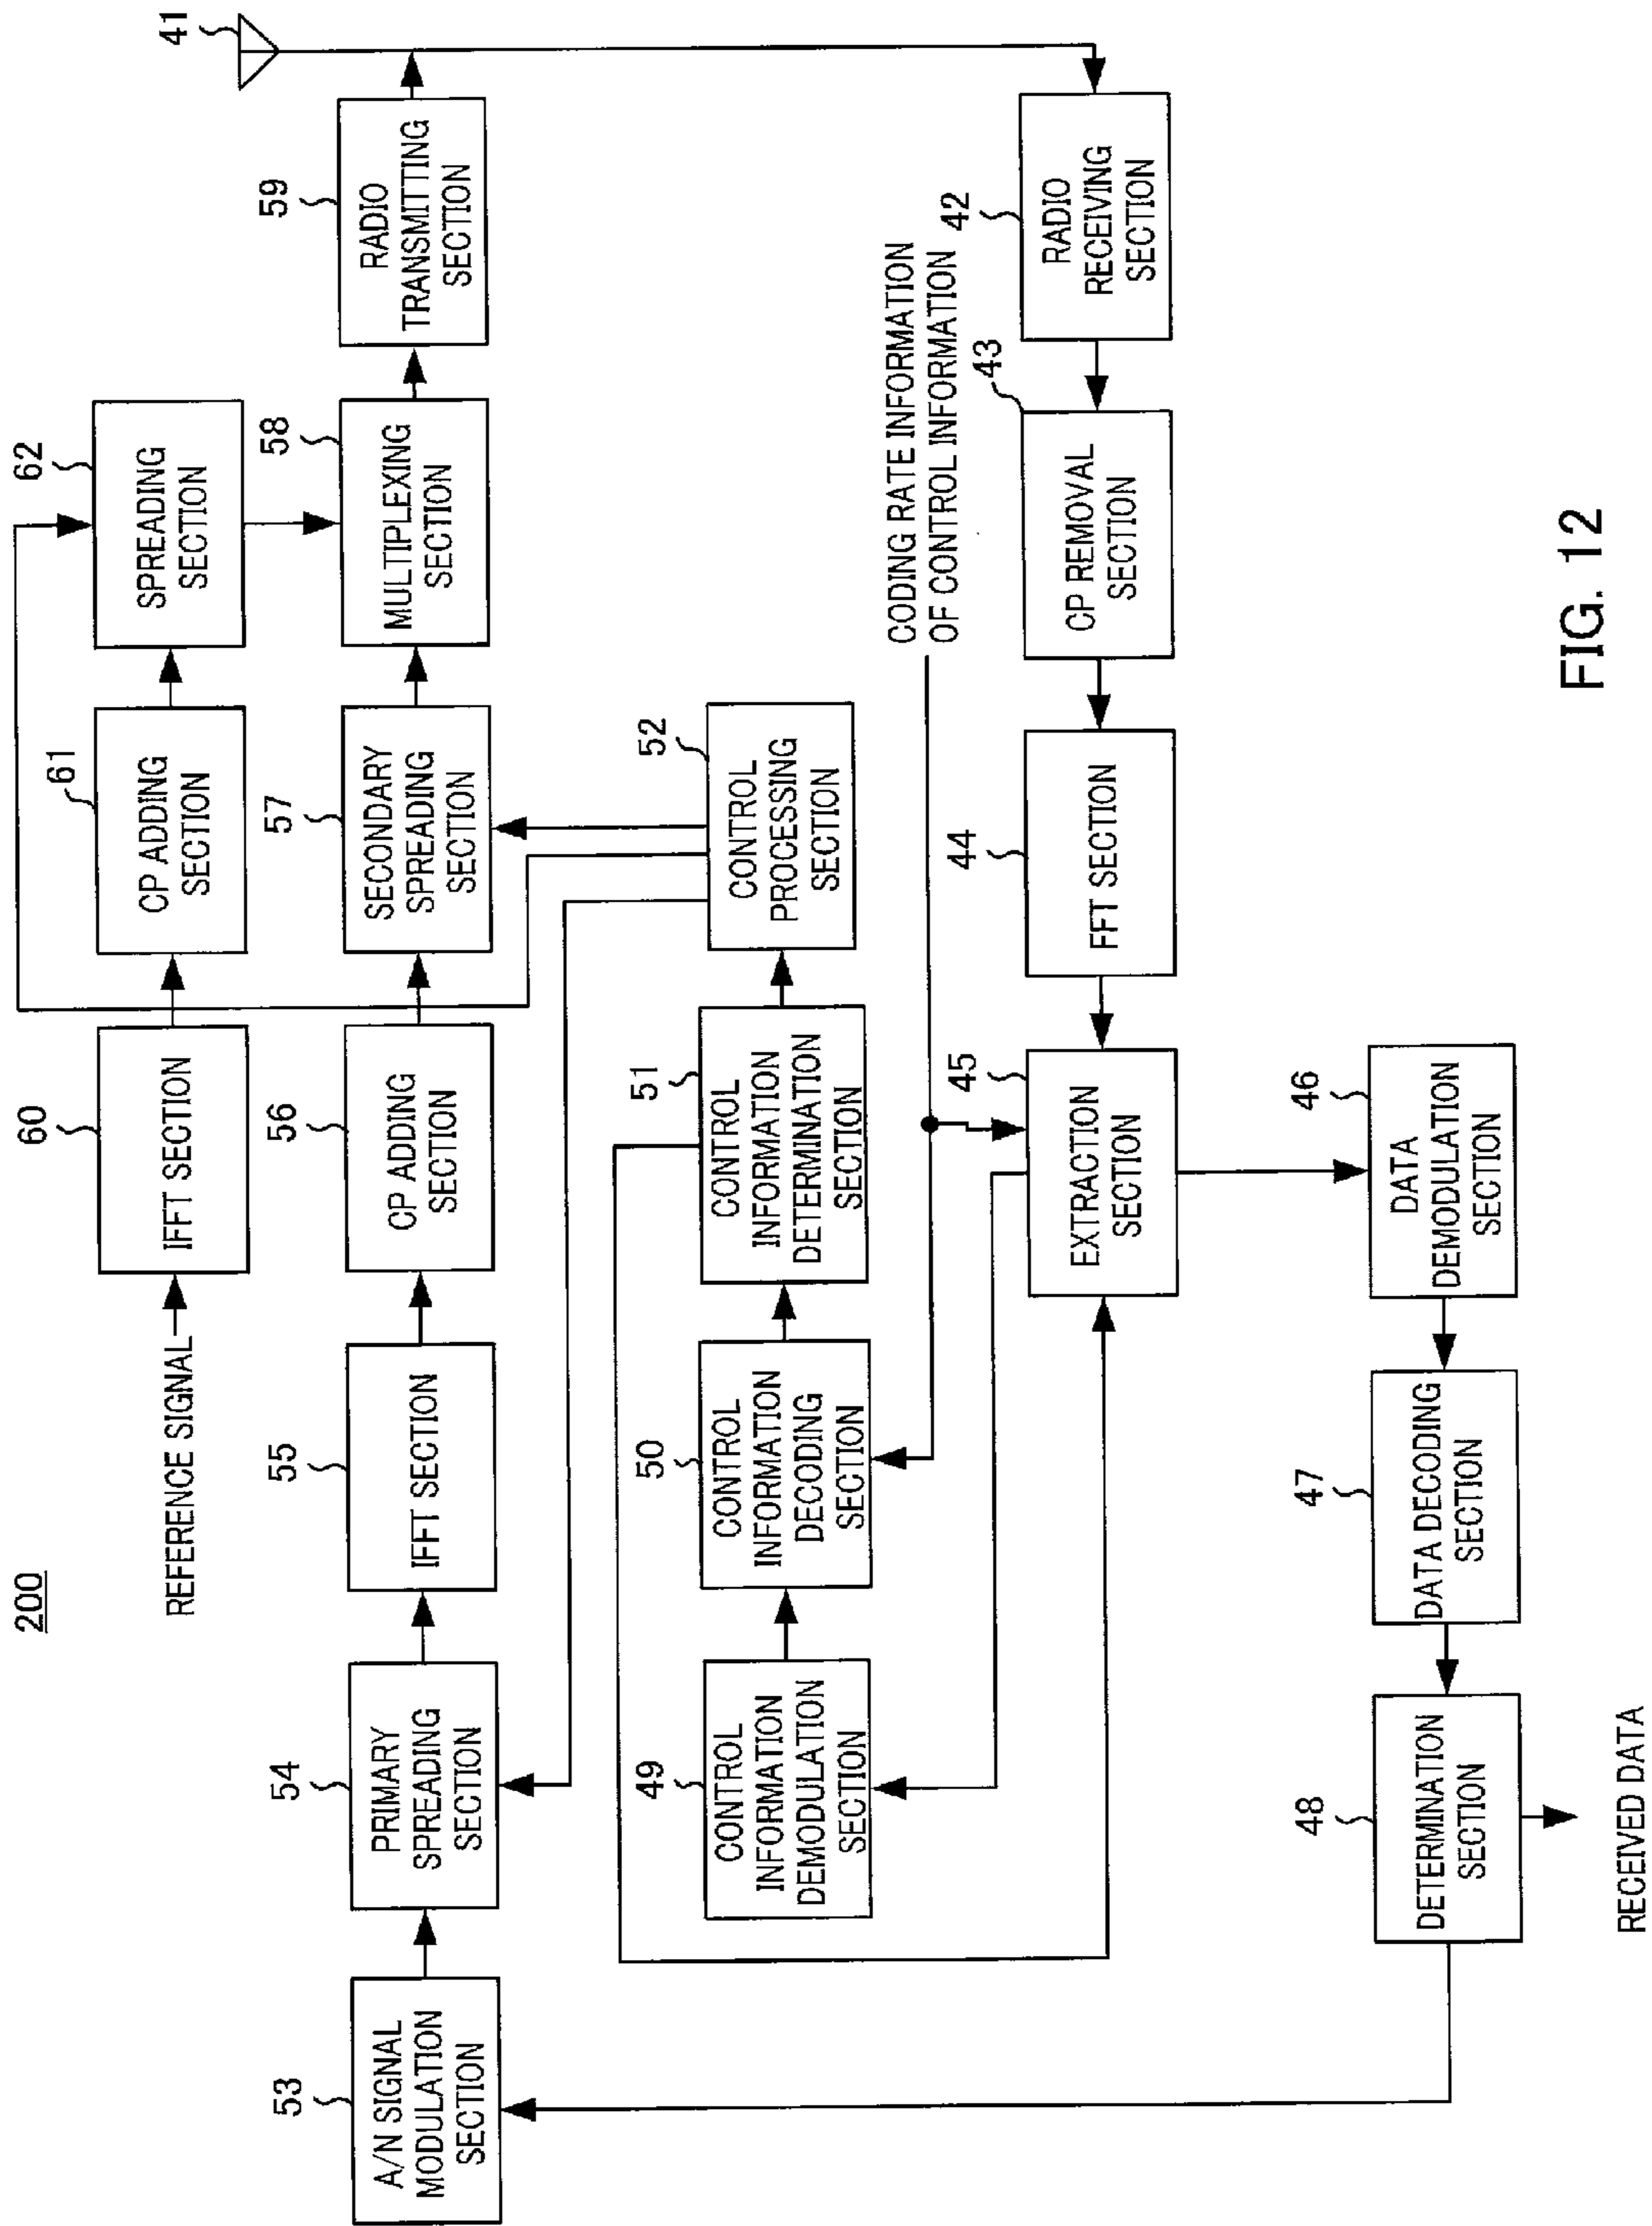 200
REFERENCE SIGNAL
60
IFFT SECTION
61
CP ADDING
SECTION
62
SPREADING
SECTION
41
53
A/N SIGNAL
MODULATION
SECTION
54
PRIMARY
SPREADING
SECTION
55
IFFT SECTION
56
CP ADDING
SECTION
57
SECONDARY
SPREADING
SECTION
58
MULTIPLEXING
SECTION
59
RADIO
TRANSMITTING
SECTION
49
CONTROL
INFORMATION
DEMODULATION
SECTION
50
CONTROL
INFORMATION
DECODING
SECTION
51
CONTROL
INFORMATION
DETERMINATION
SECTION
52
CONTROL
PROCESSING
SECTION
CODING RATE INFORMATION
OF CONTROL INFORMATION
45
EXTRACTION
SECTION
44
FFT SECTION
43
CP REMOVAL
SECTION
42
RADIO
RECEIVING
SECTION
48
DETERMINATION
SECTION
47
DATA DECODING
SECTION
46
DATA
DEMODULATION
SECTION
RECEIVED DATA
FIG. 12